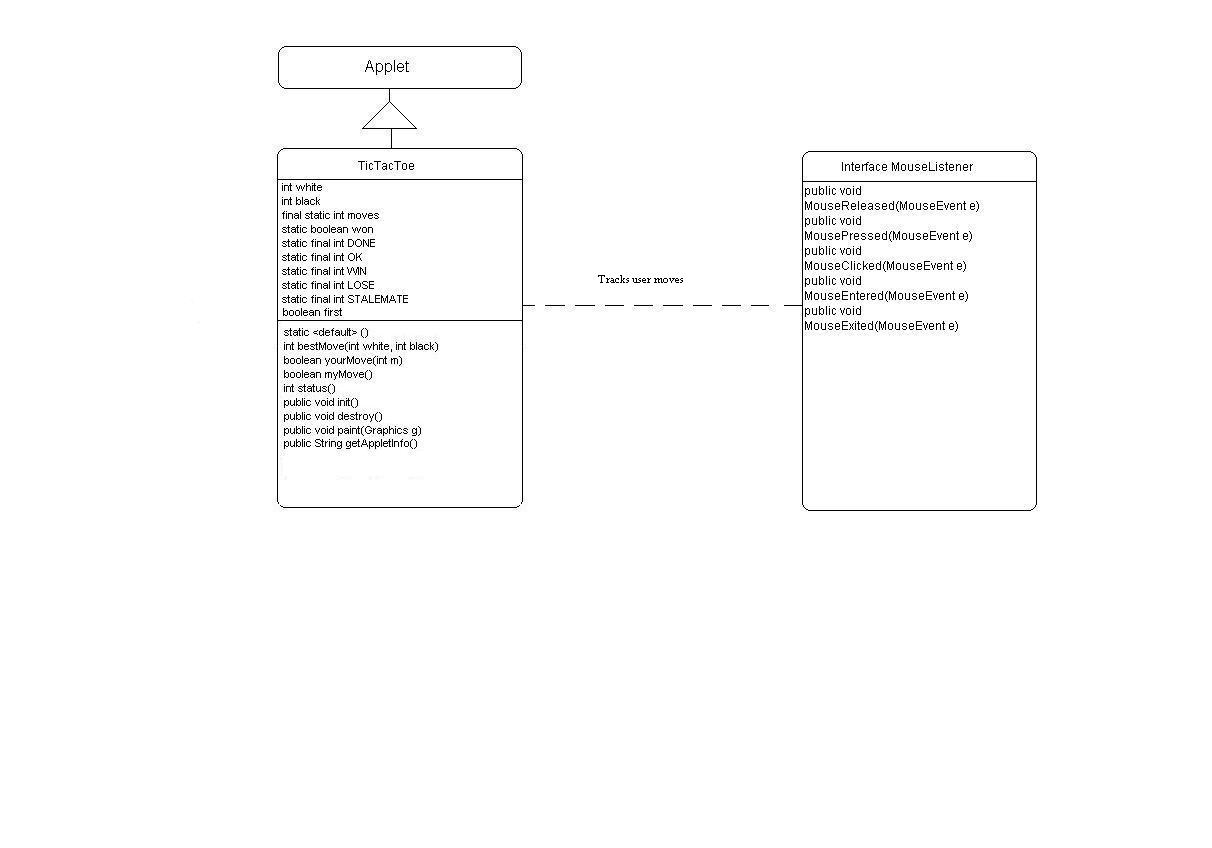 Applet
TicTacToe
int white
int black
final static int moves
static boolean won
static final int DONE
static final int OK
static final int WIN
static final int LOSE
static final int STALEMATE
boolean first
static <default> ()
int bestMove(int white, int black)
boolean yourMove(int m)
boolean myMove()
int status()
public void init()
public void destroy()
public void paint(Graphics g)
public String getAppletInfo()
Tracks user moves
Interface MouseListener
public void
MouseReleased(MouseEvent e)
public void
MousePressed(MouseEvent e)
public void
MouseClicked(MouseEvent e)
public void
MouseEntered(MouseEvent e)
public void
MouseExited(MouseEvent e)